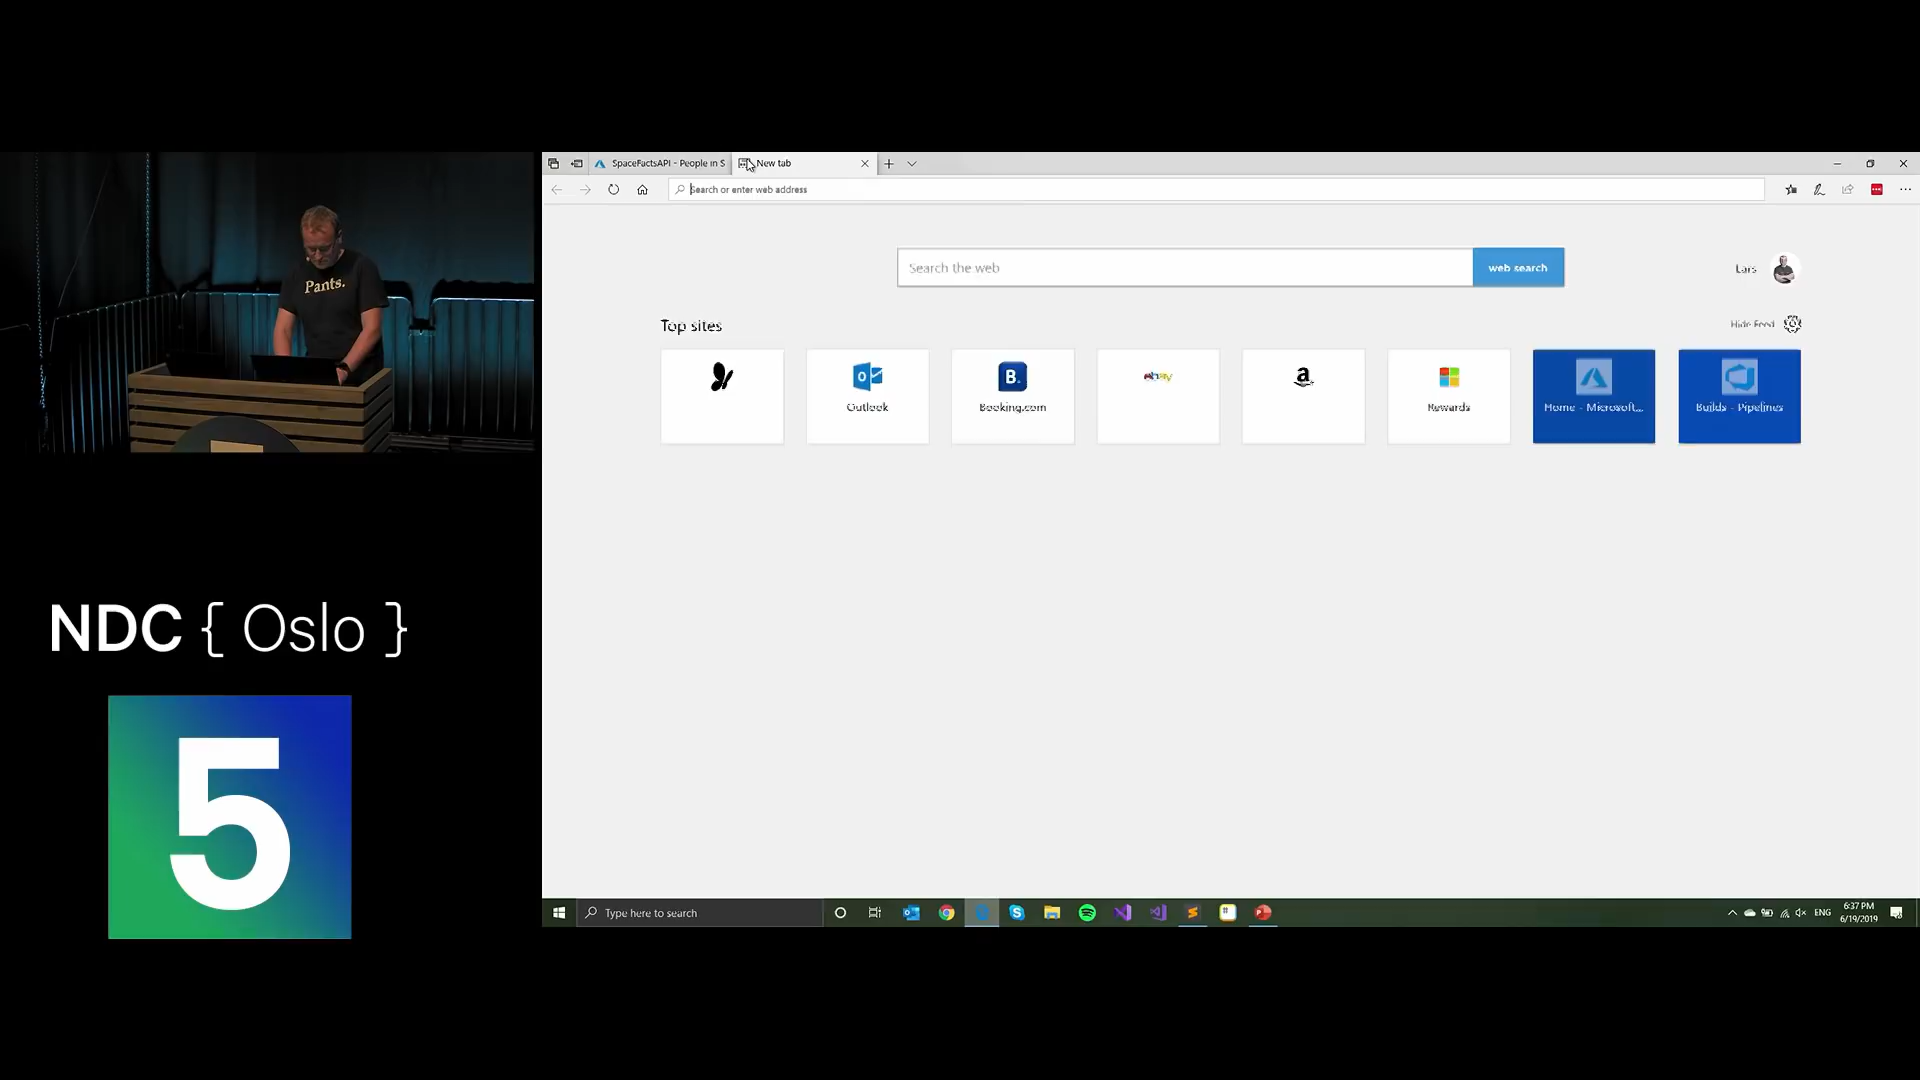 Pants.
NDC { Oslo }
5
SpaceFactsAPI - People in S
New tab
Search or enter web address
Search the web
web search
Lars
Top sites
Hide Feed
Outlook
B.
Booking.com
ebay
a
Rewards
Home - Microsoft...
Builds - Pipelines
Type here to search
ENG
6:37 PM
6/19/2019